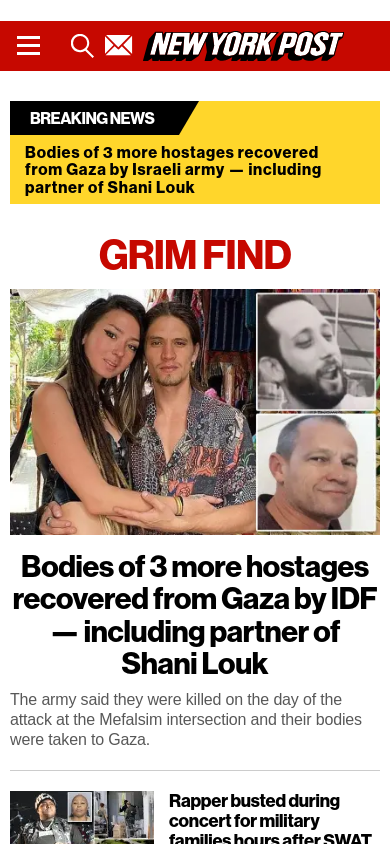 NEW YORK POST
BREAKING NEWS
Bodies of 3 more hostages recovered
from Gaza by Israeli army — including
partner of Shani Louk
GRIM FIND
Bodies of 3 more hostages
recovered from Gaza by IDF
— including partner of
Shani Louk
The army said they were killed on the day of the
attack at the Mefalsim intersection and their bodies
were taken to Gaza.
Rapper busted during
concert for military
families hours after SWAT